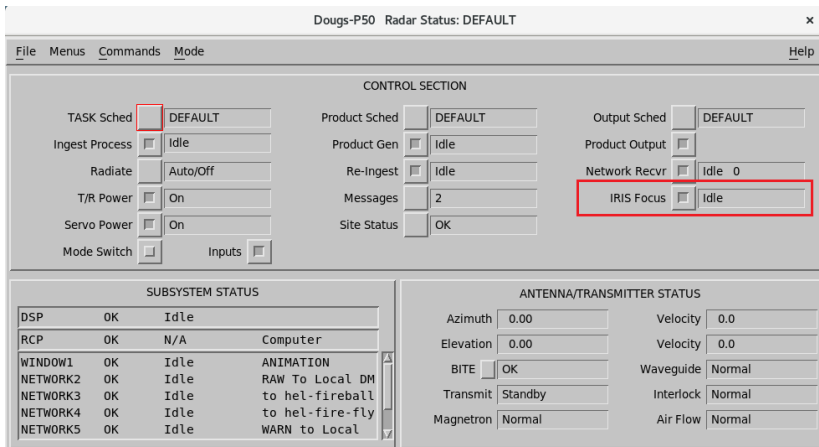 Dougs-P50 Radar Status: DEFAULT ×
File Menus Commands Mode Help
CONTROL SECTION
TASK Sched DEFAULT Product Sched DEFAULT Output Sched DEFAULT
Ingest Process Idle Product Gen Idle Product Output
Radiate Auto/Off Re-Ingest Idle Network Recvr Idle 0
T/R Power On Messages 2 IRIS Focus Idle
Servo Power On Site Status OK
Mode Switch Inputs
SUBSYSTEM STATUS
DSP OK Idle
RCP OK N/A Computer
WINDOW1 OK Idle ANIMATION
NETWORK2 OK Idle RAW To Local DM
NETWORK3 OK Idle to hel-fireball
NETWORK4 OK Idle to hel-fire-fly
NETWORK5 OK Idle WARN to Local
ANTENNA/TRANSMITTER STATUS
Azimuth 0.00 Velocity 0.0
Elevation 0.00 Velocity 0.0
BITE OK Waveguide Normal
Transmit Standby Interlock Normal
Magnetron Normal Air Flow Normal